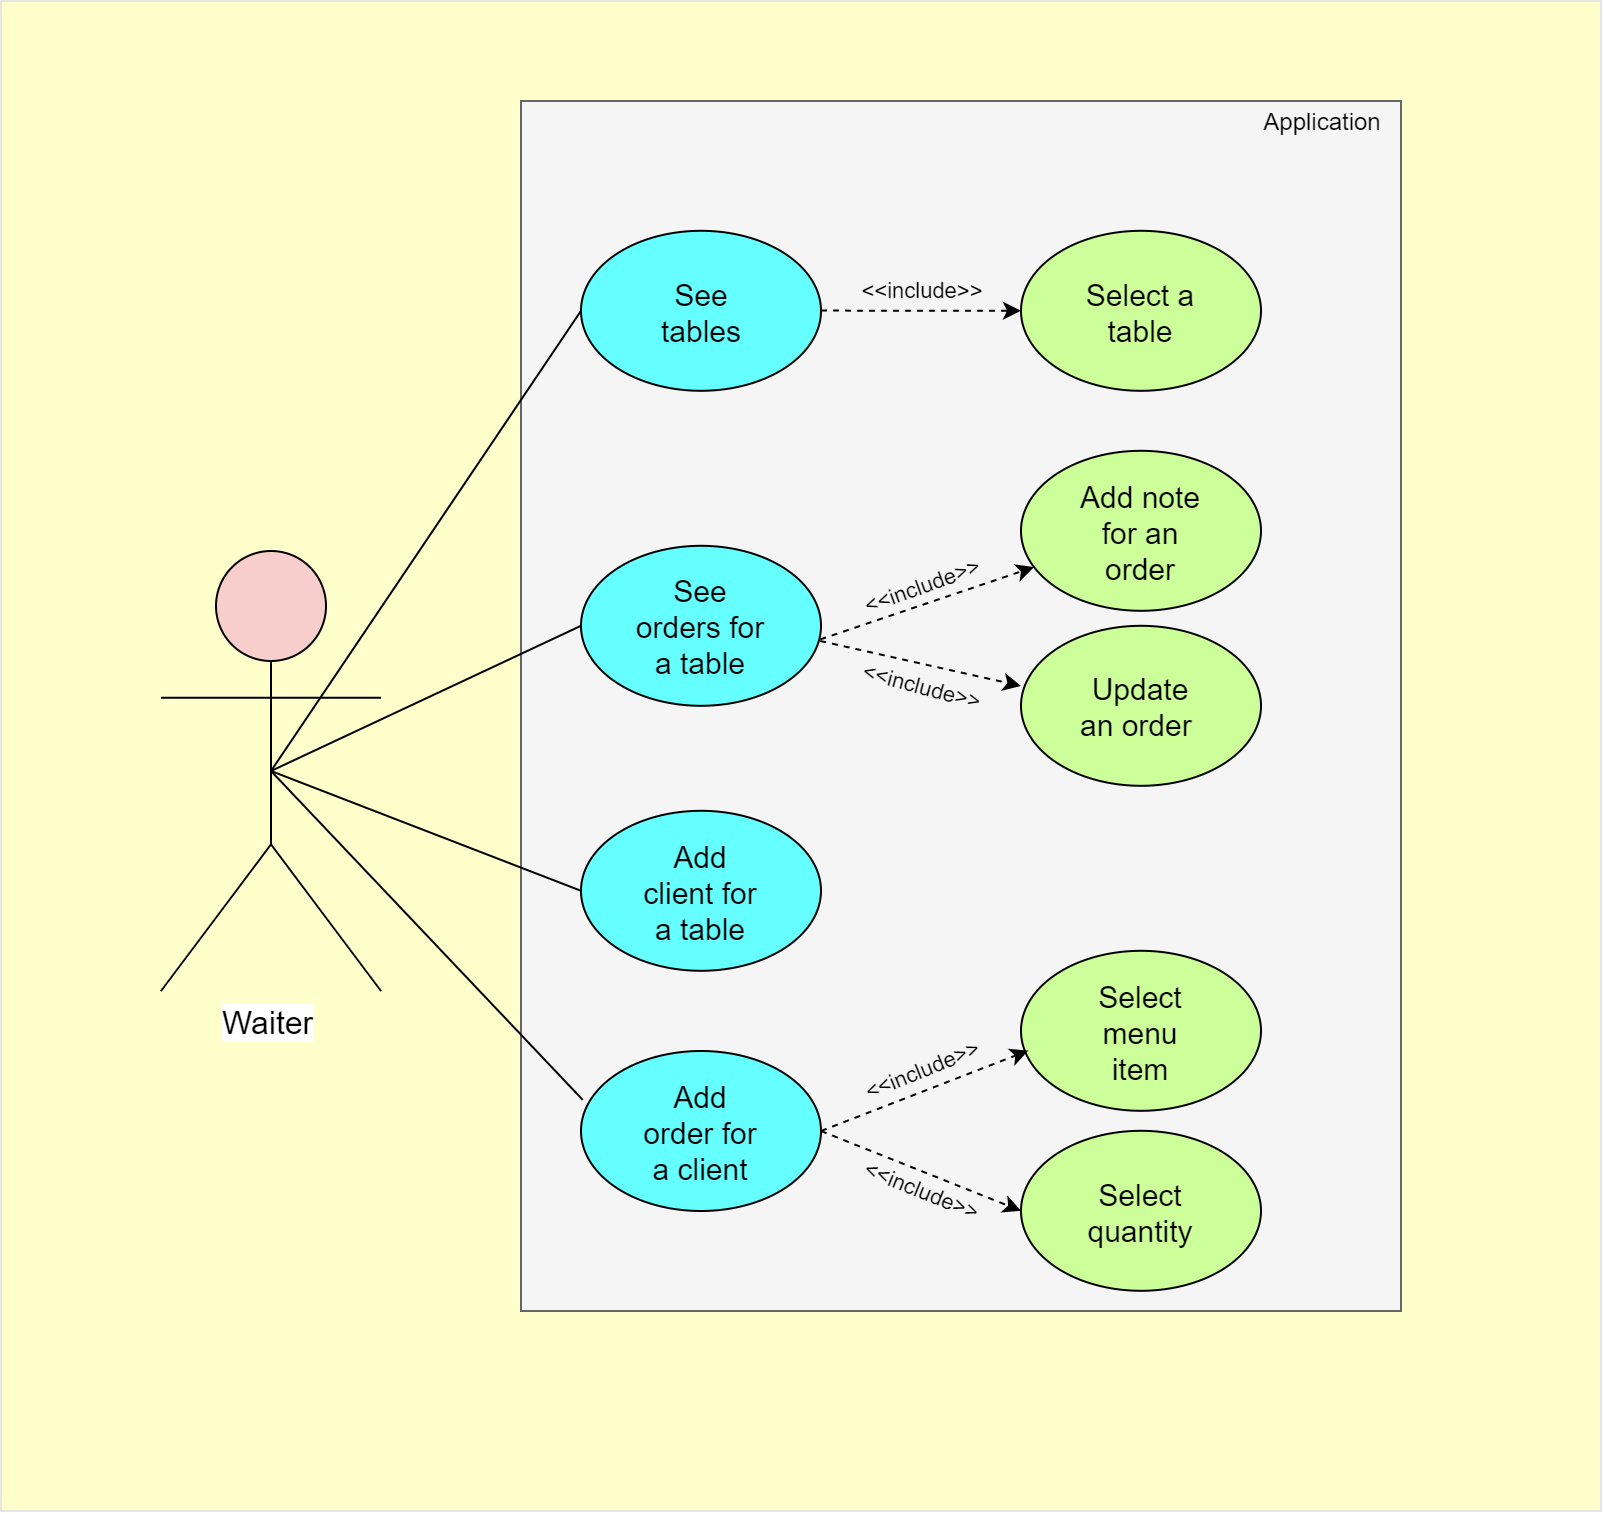 Application
See
tables
<<include>>
Select a
table
See
orders for
a table
<<include>>
Add note
for an
order
<<include>>
Update
an order
Add
client for
a table
Waiter
Add
order for
a client
<<include>>
Select
menu
item
<<include>>
Select
quantity